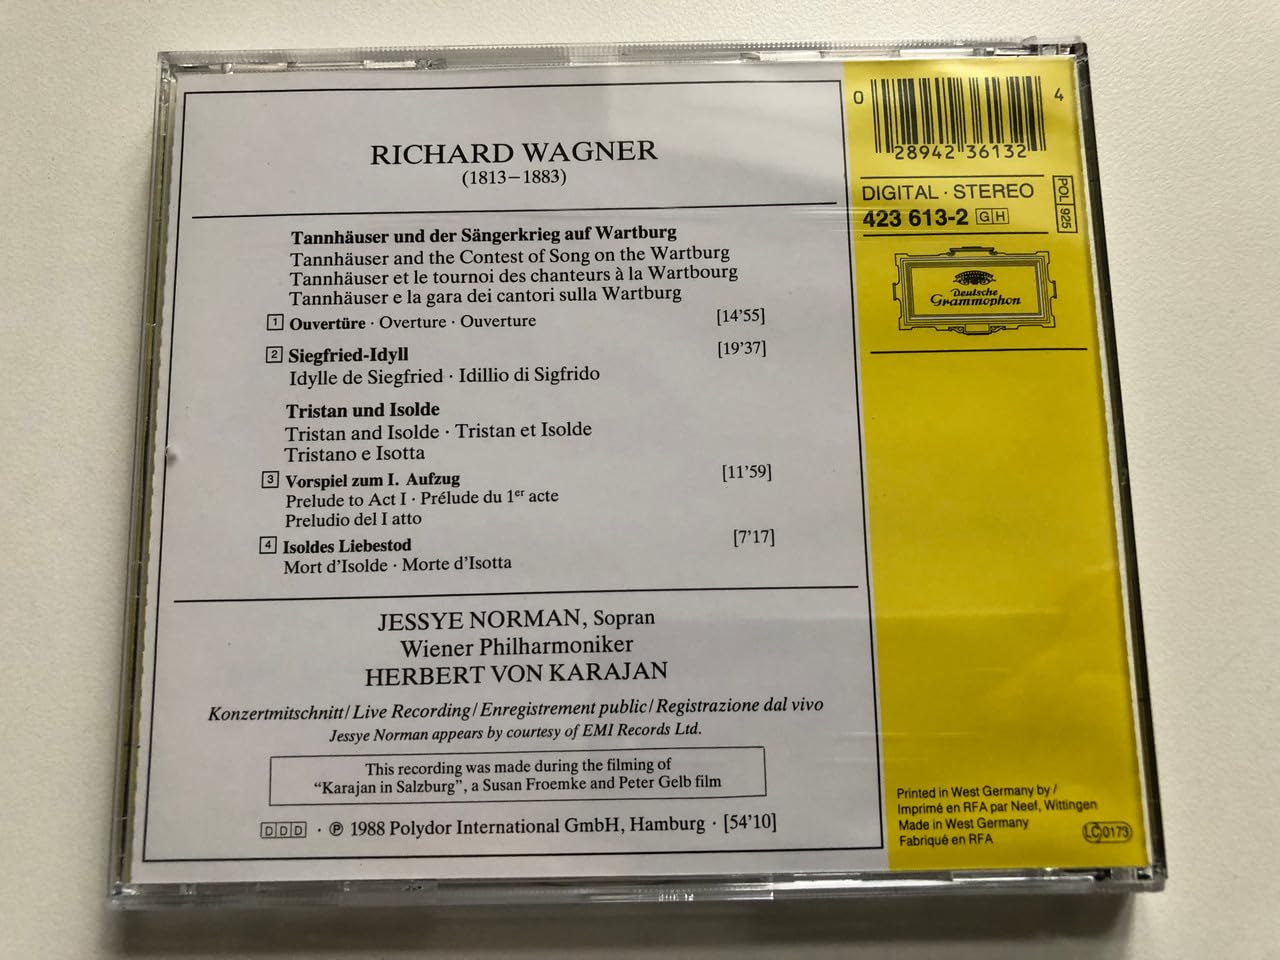 RICHARD WAGNER
(1813–1883)
Tannhäuser und der Sängerkrieg auf Wartburg
Tannhäuser and the Contest of Song on the Wartburg
Tannhäuser et le tournoi des chanteurs à la Wartbourg
Tannhäuser e la gara dei cantori sulla Wartburg
1 Ouvertüre · Overture · Ouverture [14'55]
2 Siegfried-Idyll [19'37]
Idylle de Siegfried · Idillio di Sigfrido
Tristan und Isolde
Tristan and Isolde · Tristan et Isolde
Tristano e Isotta
3 Vorspiel zum I. Aufzug [11'59]
Prelude to Act I · Prélude du 1er acte
Preludio del I atto
4 Isoldes Liebestod [7'17]
Mort d'Isolde · Morte d'Isotta
JESSYE NORMAN, Sopran
Wiener Philharmoniker
HERBERT VON KARAJAN
Konzertmitschnitt/Live Recording/Enregistrement public/Registrazione dal vivo
Jessye Norman appears by courtesy of EMI Records Ltd.
This recording was made during the filming of
“Karajan in Salzburg”, a Susan Froemke and Peter Gelb film
DDD · ℗ 1988 Polydor International GmbH, Hamburg · [54'10]
0 28942 36132 4
DIGITAL · STEREO
423 613-2 GH
POL 925
Deutsche
Grammophon
Printed in West Germany by /
Imprimé en RFA par Neef, Wittingen
Made in West Germany
Fabriqué en RFA
LC 0173